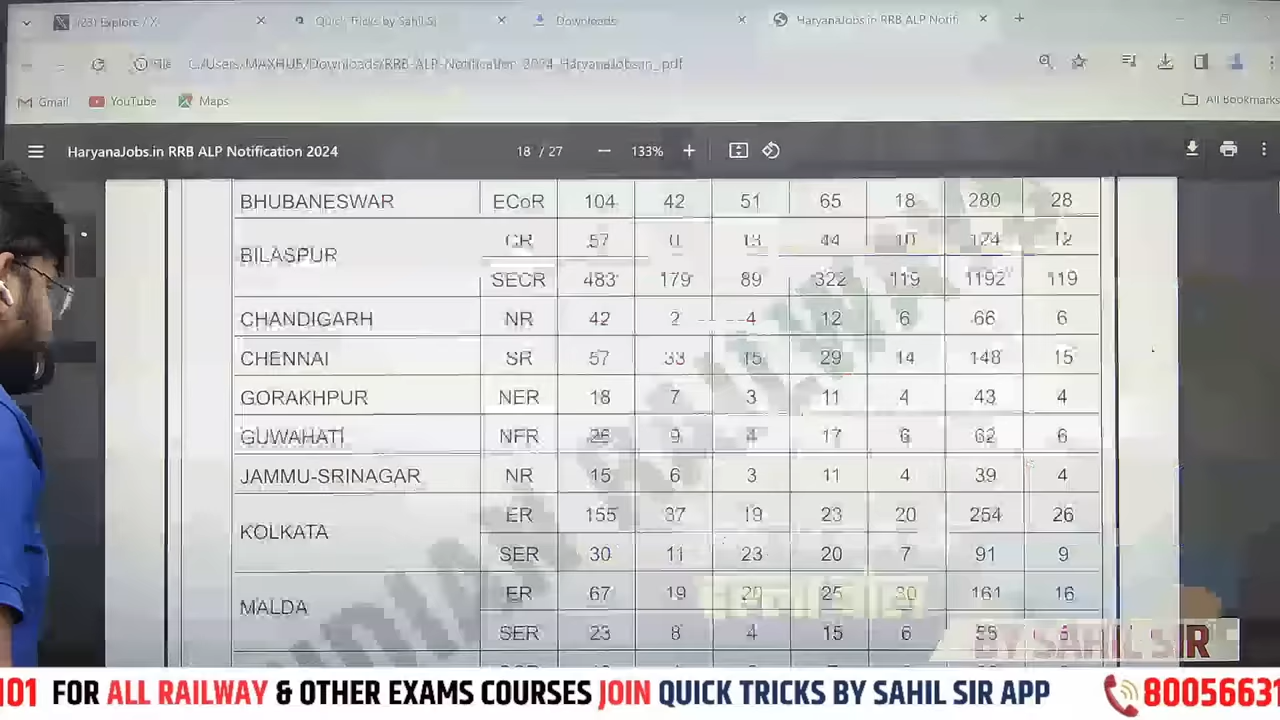 (23) Explore / X
Quick Tricks by Sahil Si
Downloads
HaryanaJobs.in RRB ALP Notifi
File C:/Users/MAXHUB/Downloads/RRB-ALP-Notification-2024-HaryanaJobsin_.pdf
Gmail YouTube Maps All Bookmarks
HaryanaJobs.in RRB ALP Notification 2024 18 / 27 133%
BHUBANESWAR ECoR 104 42 51 65 18 280 28
BILASPUR CR 57 0 13 44 10 124 12
SECR 483 179 89 322 119 1192 119
CHANDIGARH NR 42 2 4 12 6 66 6
CHENNAI SR 57 33 15 29 14 148 15
GORAKHPUR NER 18 7 3 11 4 43 4
GUWAHATI NFR 26 9 4 17 6 62 6
JAMMU-SRINAGAR NR 15 6 3 11 4 39 4
KOLKATA ER 155 37 19 23 20 254 26
SER 30 11 23 20 7 91 9
MALDA ER 67 19 20 25 30 161 16
SER 23 8 4 15 6
BY SAHIL SIR
101 FOR ALL RAILWAY & OTHER EXAMS COURSES JOIN QUICK TRICKS BY SAHIL SIR APP 80056631